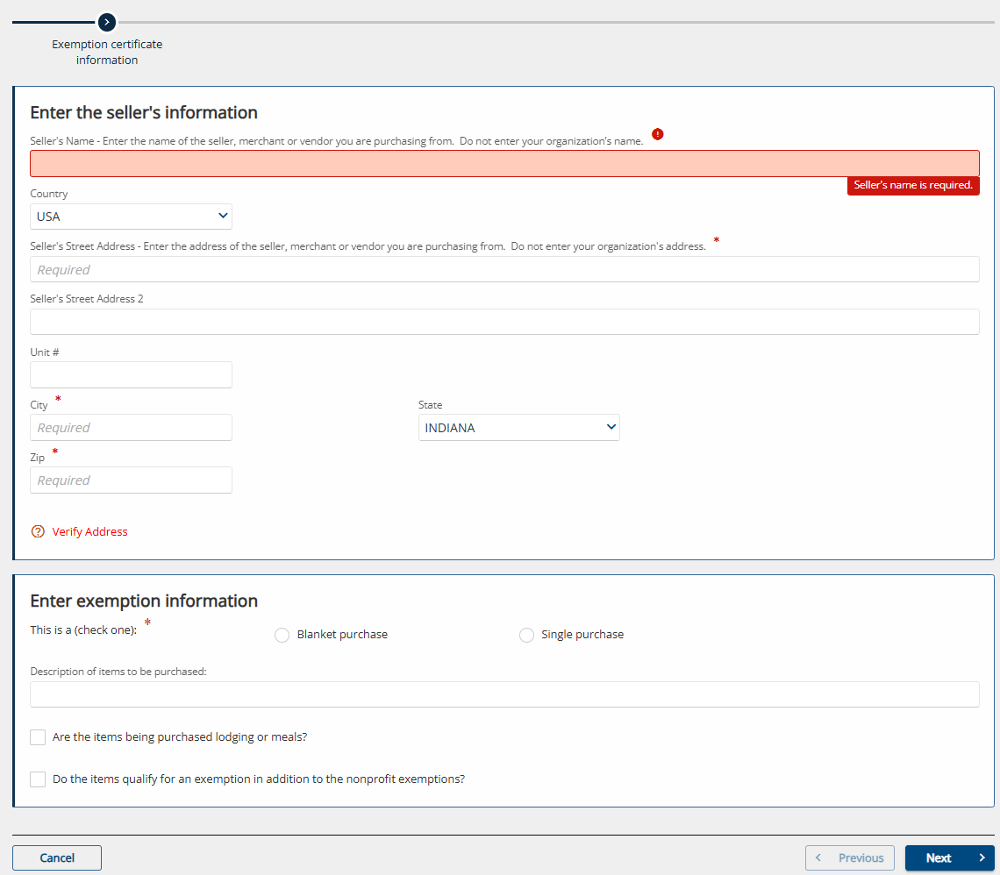 Exemption certificate
information
Enter the seller's information
Seller's Name - Enter the name of the seller, merchant or vendor you are purchasing from.  Do not enter your organization's name.
Seller's name is required.
Country
USA
Seller's Street Address - Enter the address of the seller, merchant or vendor you are purchasing from.  Do not enter your organization's address. *
Required
Seller's Street Address 2
Unit #
City * State
Required INDIANA
Zip *
Required
Verify Address
Enter exemption information
This is a (check one): * Blanket purchase Single purchase
Description of items to be purchased:
Are the items being purchased lodging or meals?
Do the items qualify for an exemption in addition to the nonprofit exemptions?
Cancel Previous Next